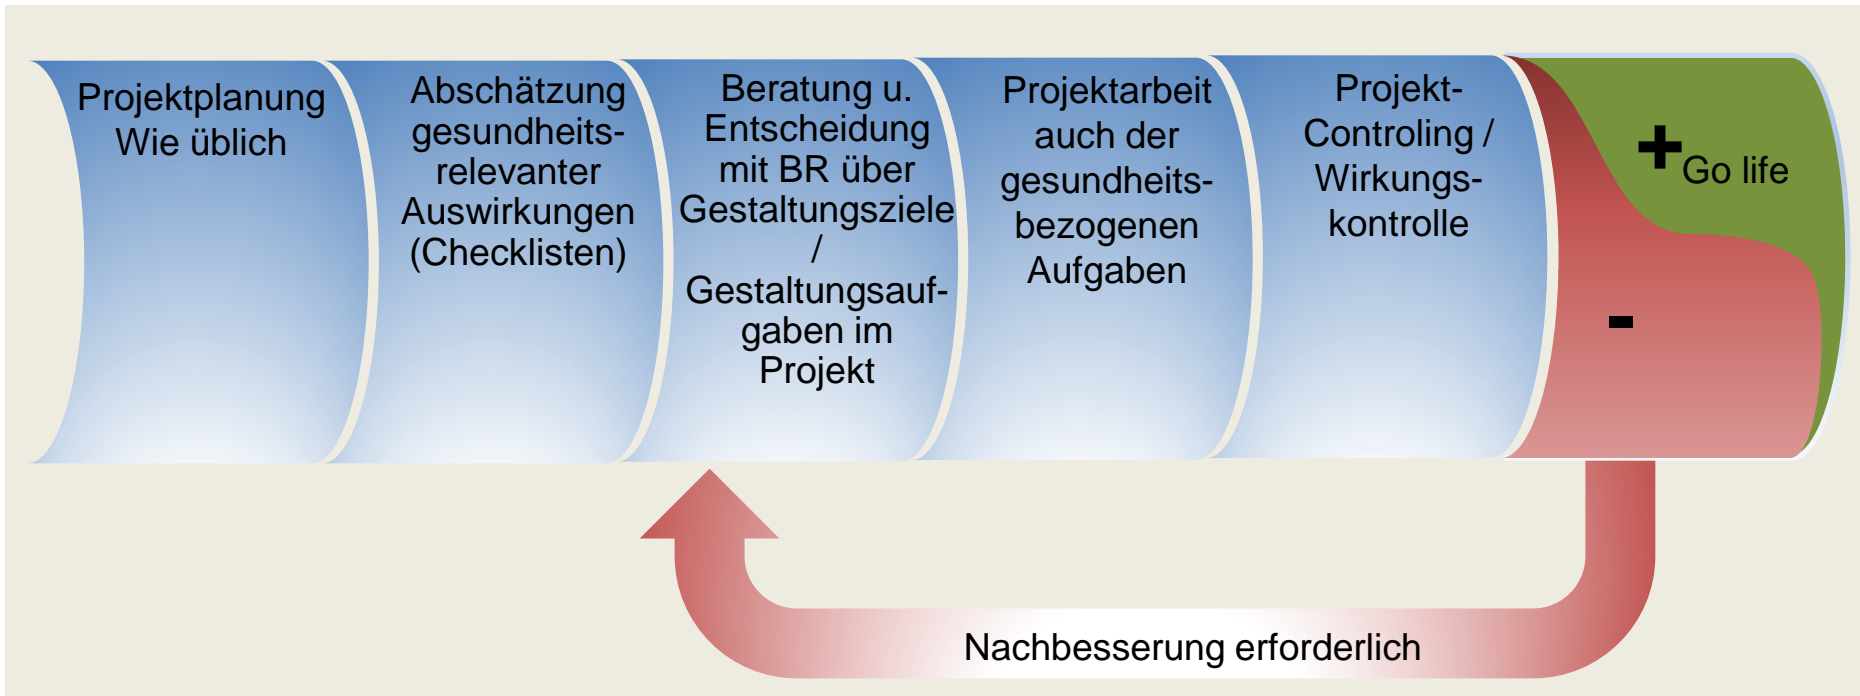 Projektplanung
Wie üblich
Abschätzung
gesundheits-
relevanter
Auswirkungen
(Checklisten)
Beratung u.
Entscheidung
mit BR über
Gestaltungsziele
/
Gestaltungsauf-
gaben im
Projekt
Projektarbeit
auch der
gesundheits-
bezogenen
Aufgaben
Projekt-
Controling /
Wirkungs-
kontrolle
+Go life
-
Nachbesserung erforderlich